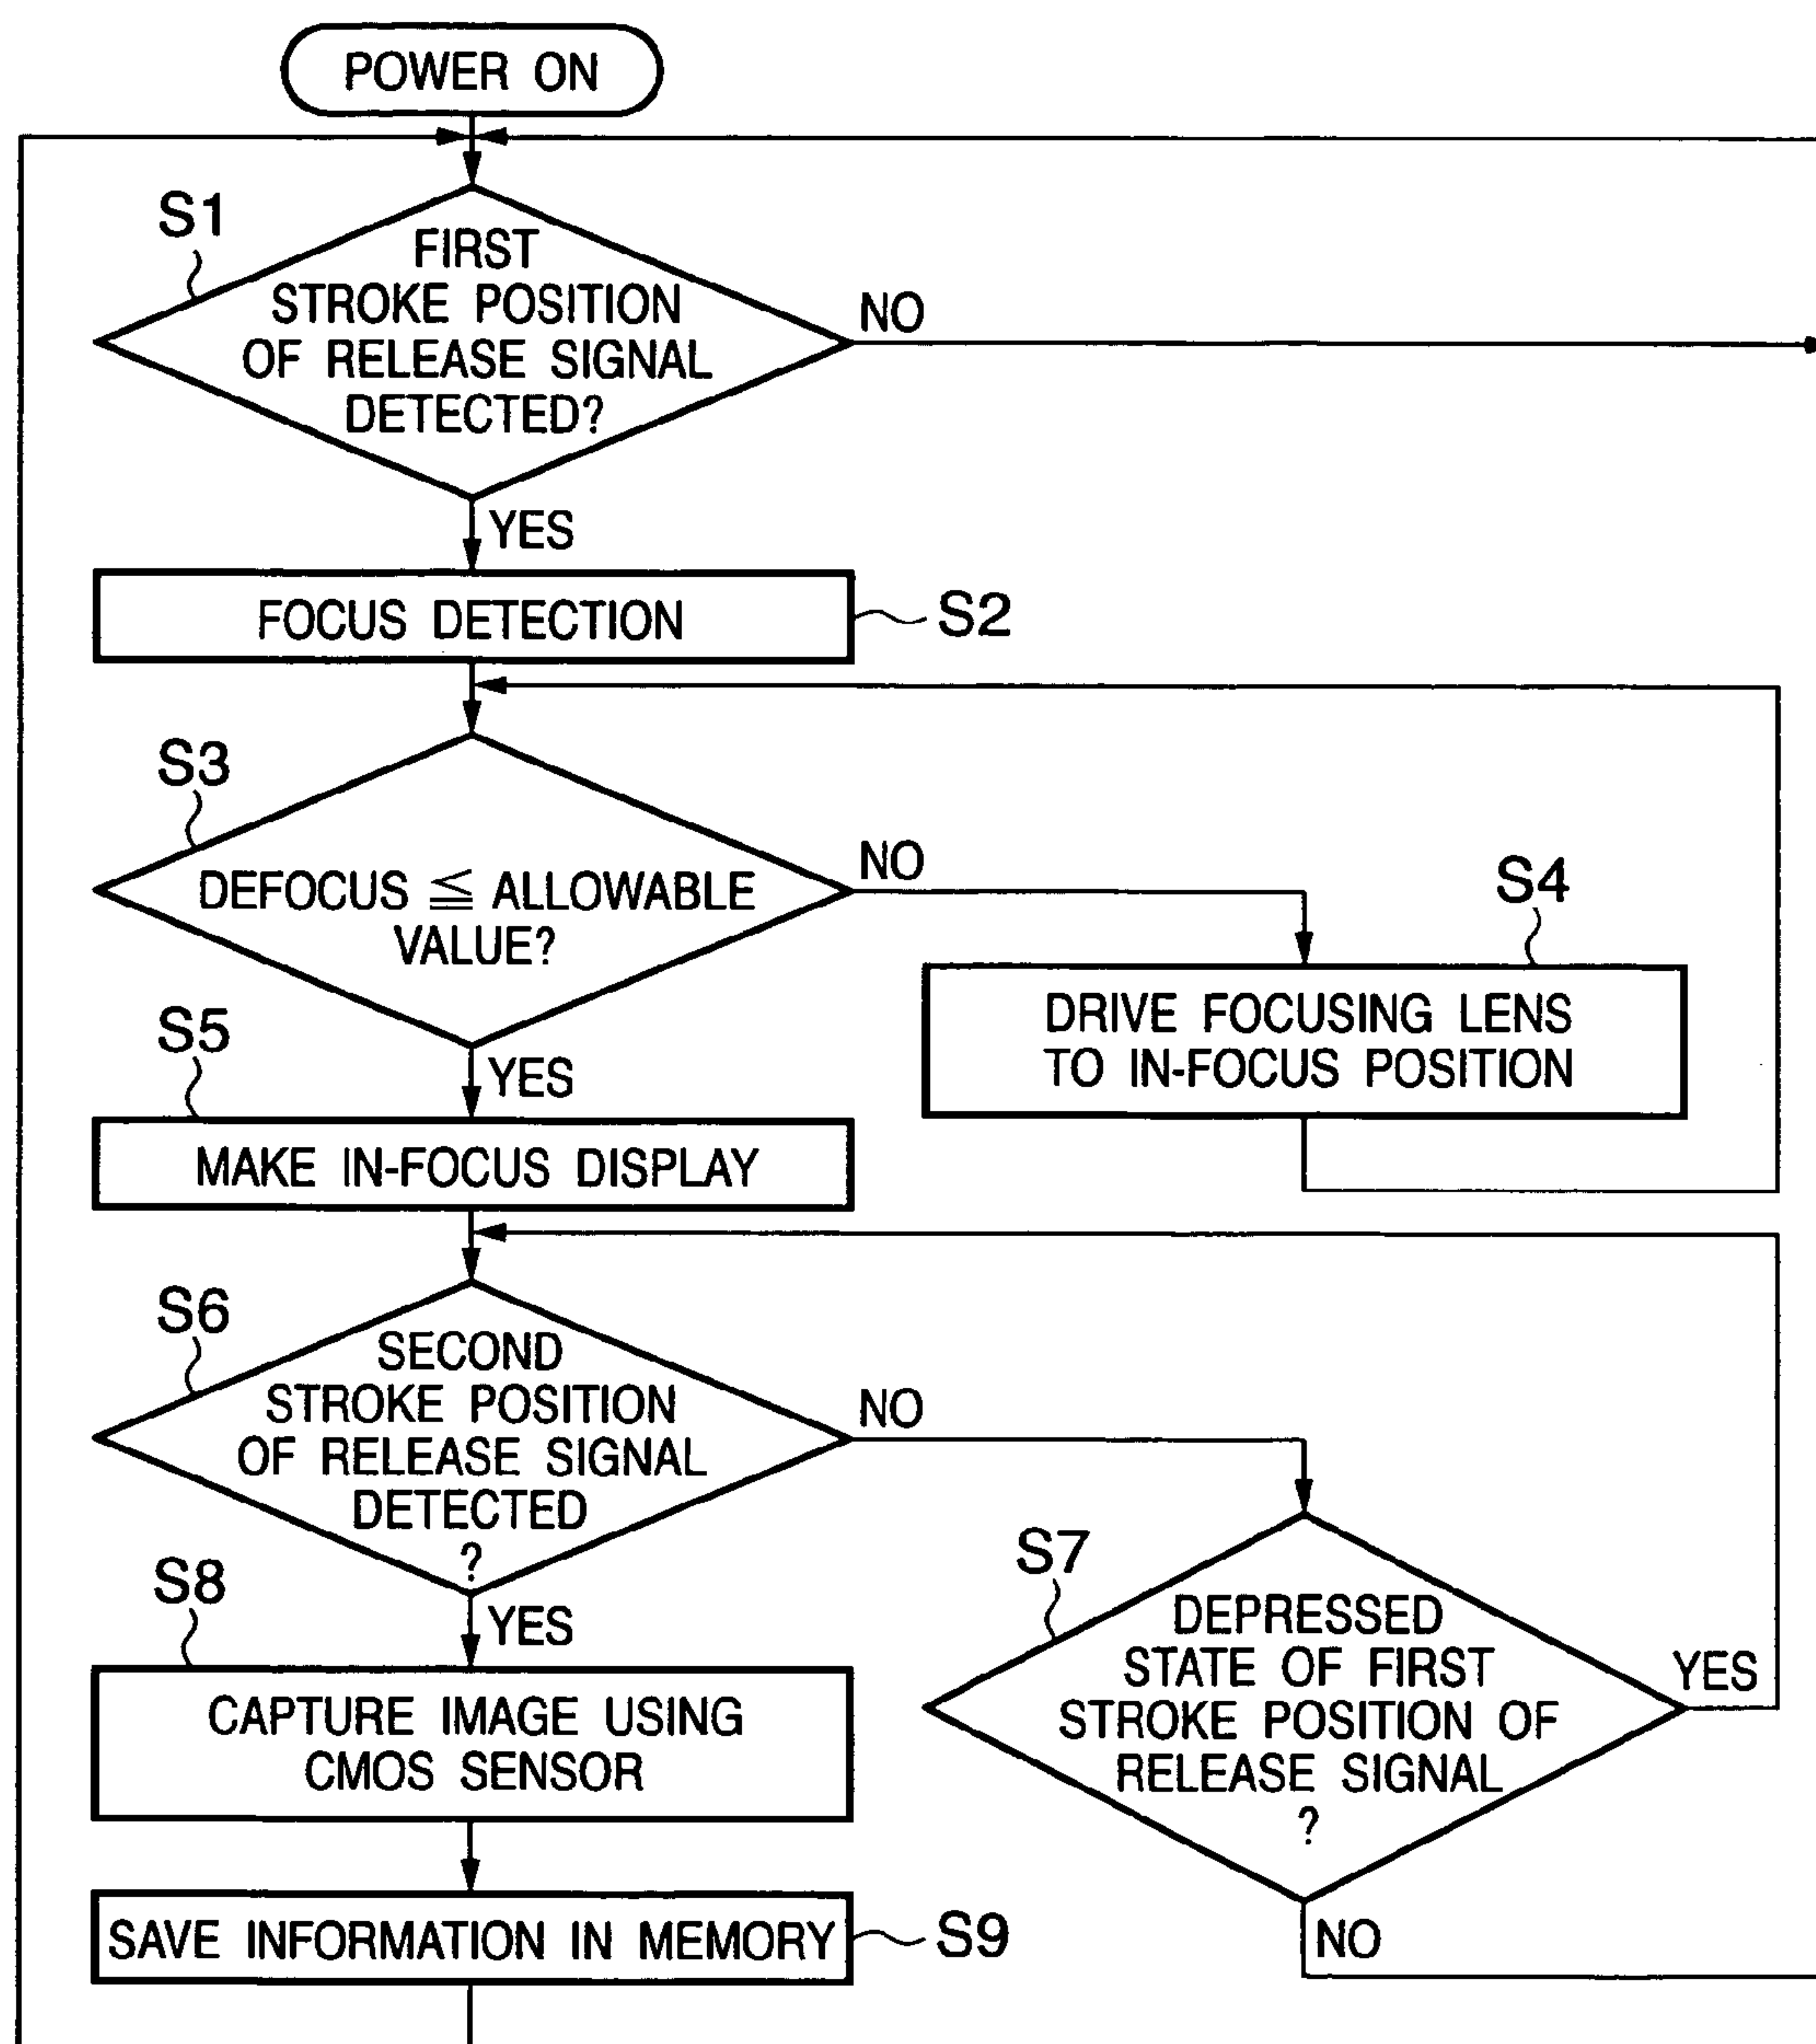 POWER ON
S1
FIRST
STROKE POSITION
OF RELEASE SIGNAL
DETECTED?
NO
YES
FOCUS DETECTION
S2
S3
DEFOCUS ≦ ALLOWABLE
VALUE?
NO
YES
S4
DRIVE FOCUSING LENS
TO IN-FOCUS POSITION
S5
MAKE IN-FOCUS DISPLAY
S6
SECOND
STROKE POSITION
OF RELEASE SIGNAL
DETECTED
?
NO
YES
S7
DEPRESSED
STATE OF FIRST
STROKE POSITION OF
RELEASE SIGNAL
?
YES
NO
S8
CAPTURE IMAGE USING
CMOS SENSOR
SAVE INFORMATION IN MEMORY
S9